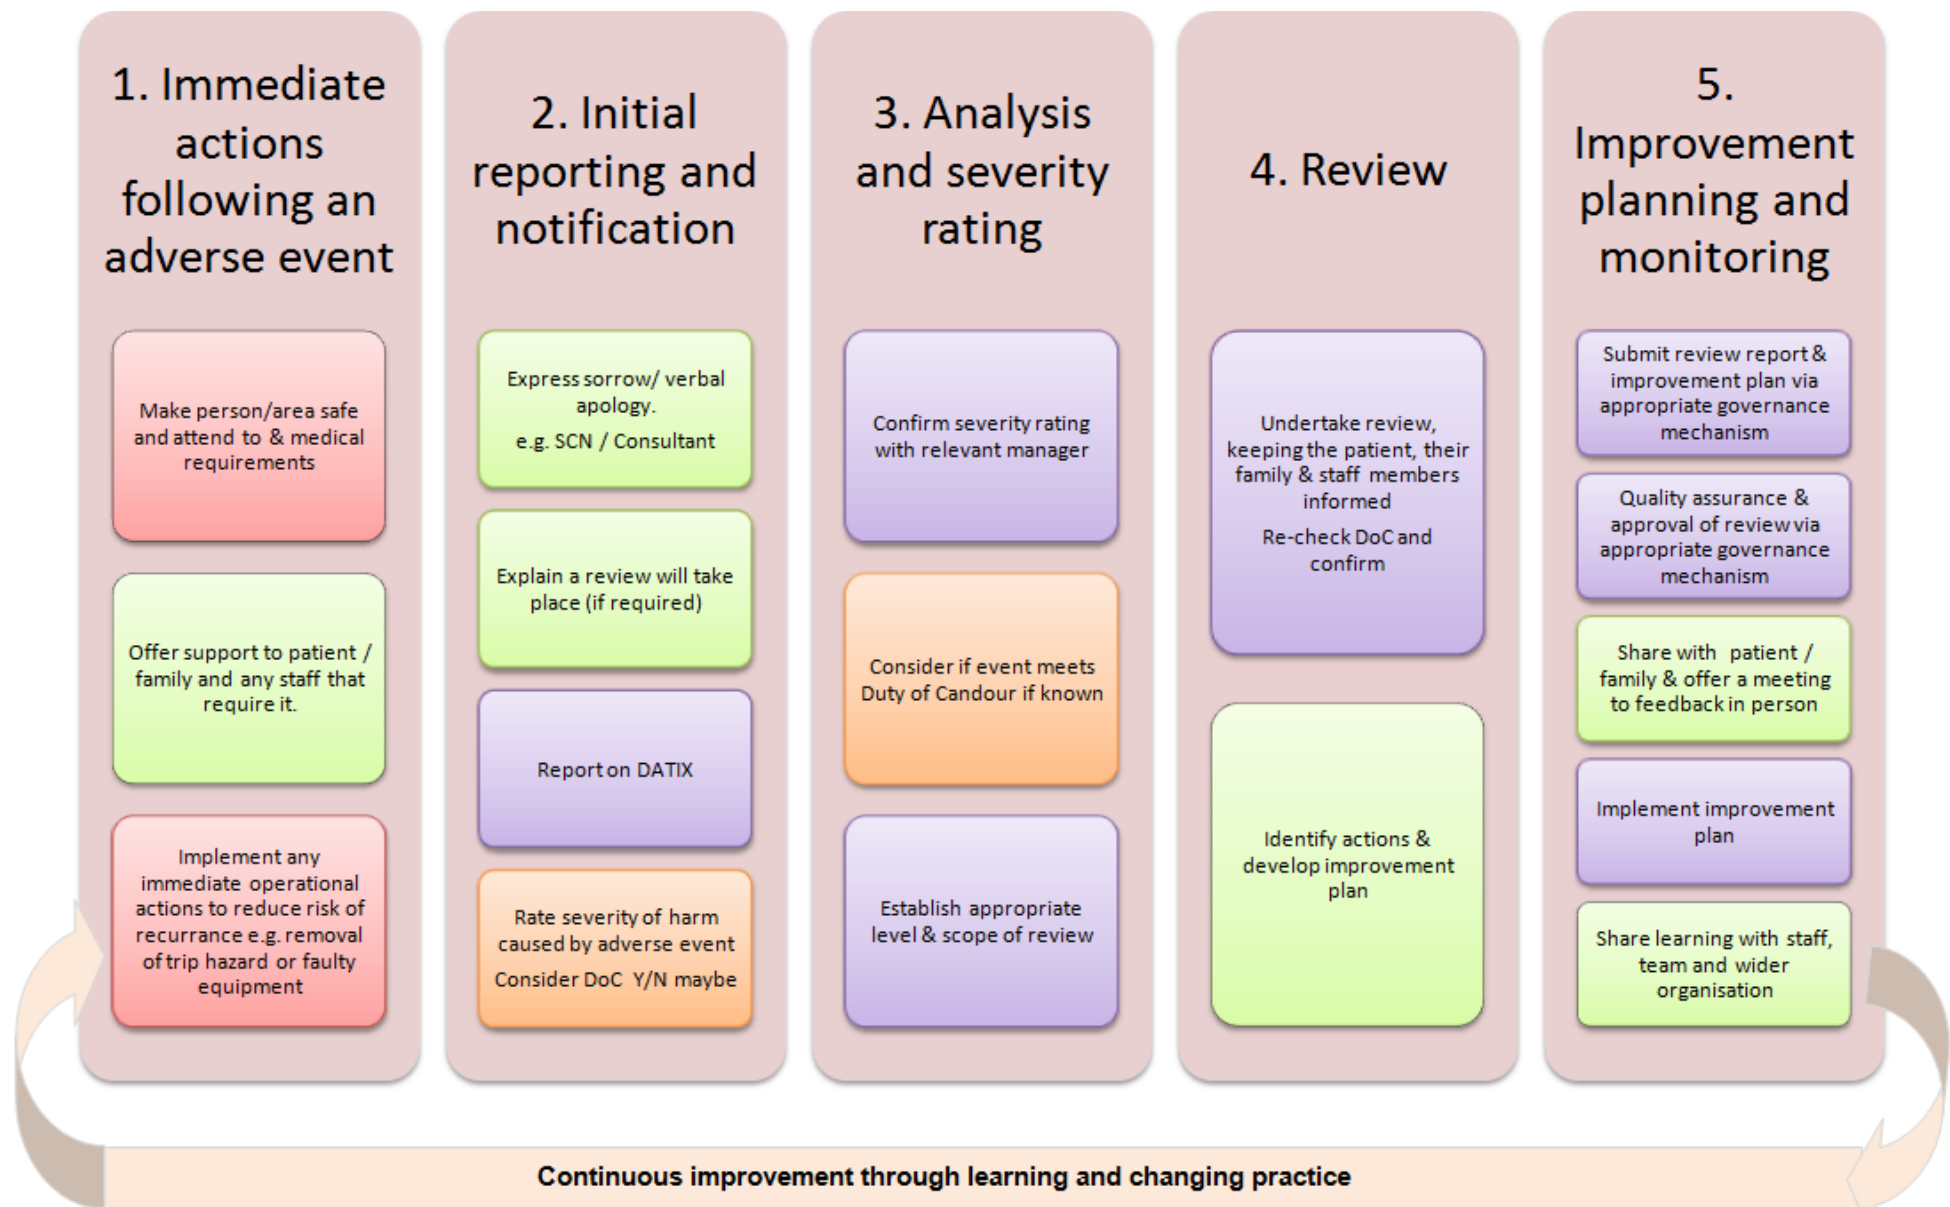 1. Immediate
actions
following an
adverse event
Make person/area safe
and attend to & medical
requirements
Offer support to patient /
family and any staff that
require it.
Implement any
immediate operational
actions to reduce risk of
recurrance e.g. removal
of trip hazard or faulty
equipment
2. Initial
reporting and
notification
Express sorrow/ verbal
apology.
e.g. SCN / Consultant
Explain a review will take
place (if required)
Report on DATIX
Rate severity of harm
caused by adverse event
Consider DoC Y/N maybe
3. Analysis
and severity
rating
Confirm severity rating
with relevant manager
Consider if event meets
Duty of Candour if known
Establish appropriate
level & scope of review
4. Review
Undertake review,
keeping the patient, their
family & staff members
informed
Re-check DoC and
confirm
Identify actions &
develop improvement
plan
5.
Improvement
planning and
monitoring
Submit review report &
improvement plan via
appropriate governance
mechanism
Quality assurance &
approval of review via
appropriate governance
mechanism
Share with patient /
family & offer a meeting
to feedback in person
Implement improvement
plan
Share learning with staff,
team and wider
organisation
Continuous improvement through learning and changing practice